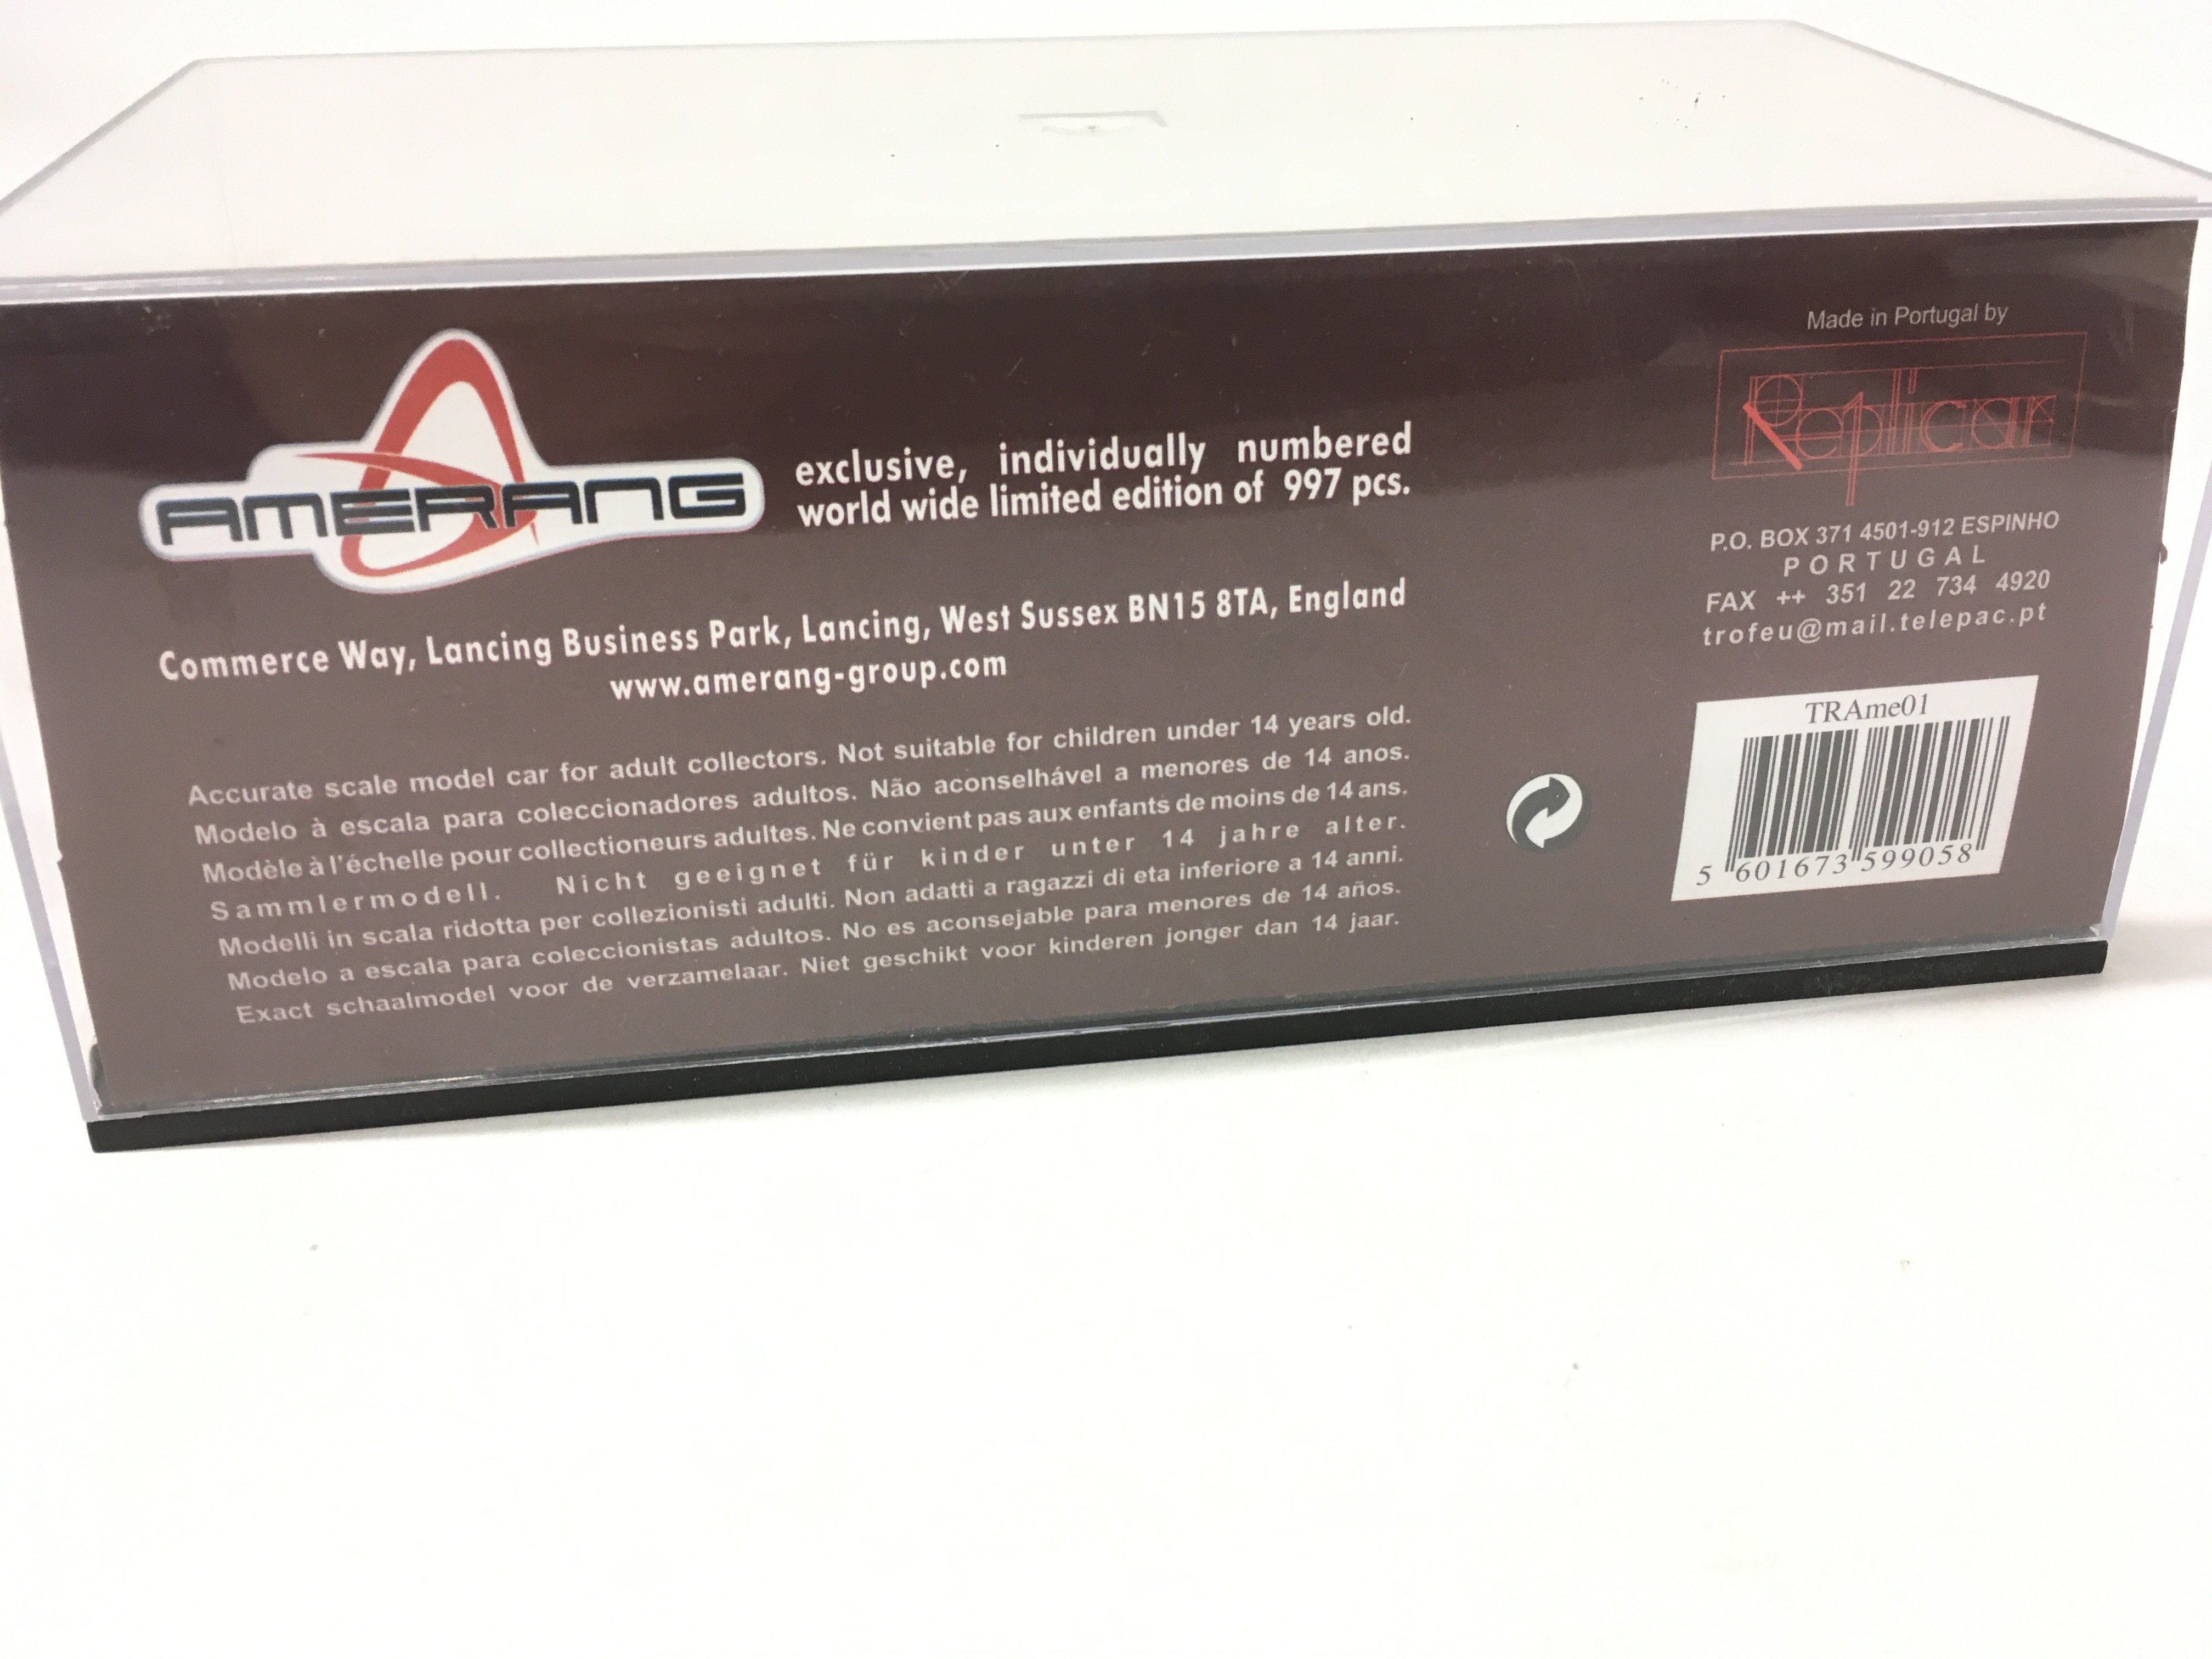 AMERANG
exclusive, individually numbered
world wide limited edition of 997 pcs.
Commerce Way, Lancing Business Park, Lancing, West Sussex BN15 8TA, England
www.amerang-group.com
Accurate scale model car for adult collectors. Not suitable for children under 14 years old.
Modelo à escala para coleccionadores adultos. Não aconselhável a menores de 14 anos.
Modèle à l'échelle pour collectioneurs adultes. Ne convient pas aux enfants de moins de 14 ans.
Sammlermodell. Nicht geeignet für kinder unter 14 jahre alter.
Modelli in scala ridotta per collezionisti adulti. Non adatti a ragazzi di eta inferiore a 14 anni.
Modelo a escala para coleccionistas adultos. No es aconsejable para menores de 14 años.
Exact schaalmodel voor de verzamelaar. Niet geschikt voor kinderen jonger dan 14 jaar.
Made in Portugal by
Replicar
P.O. BOX 371 4501-912 ESPINHO
PORTUGAL
FAX ++ 351 22 734 4920
trofeu@mail.telepac.pt
TRAme01
5 601673 599058